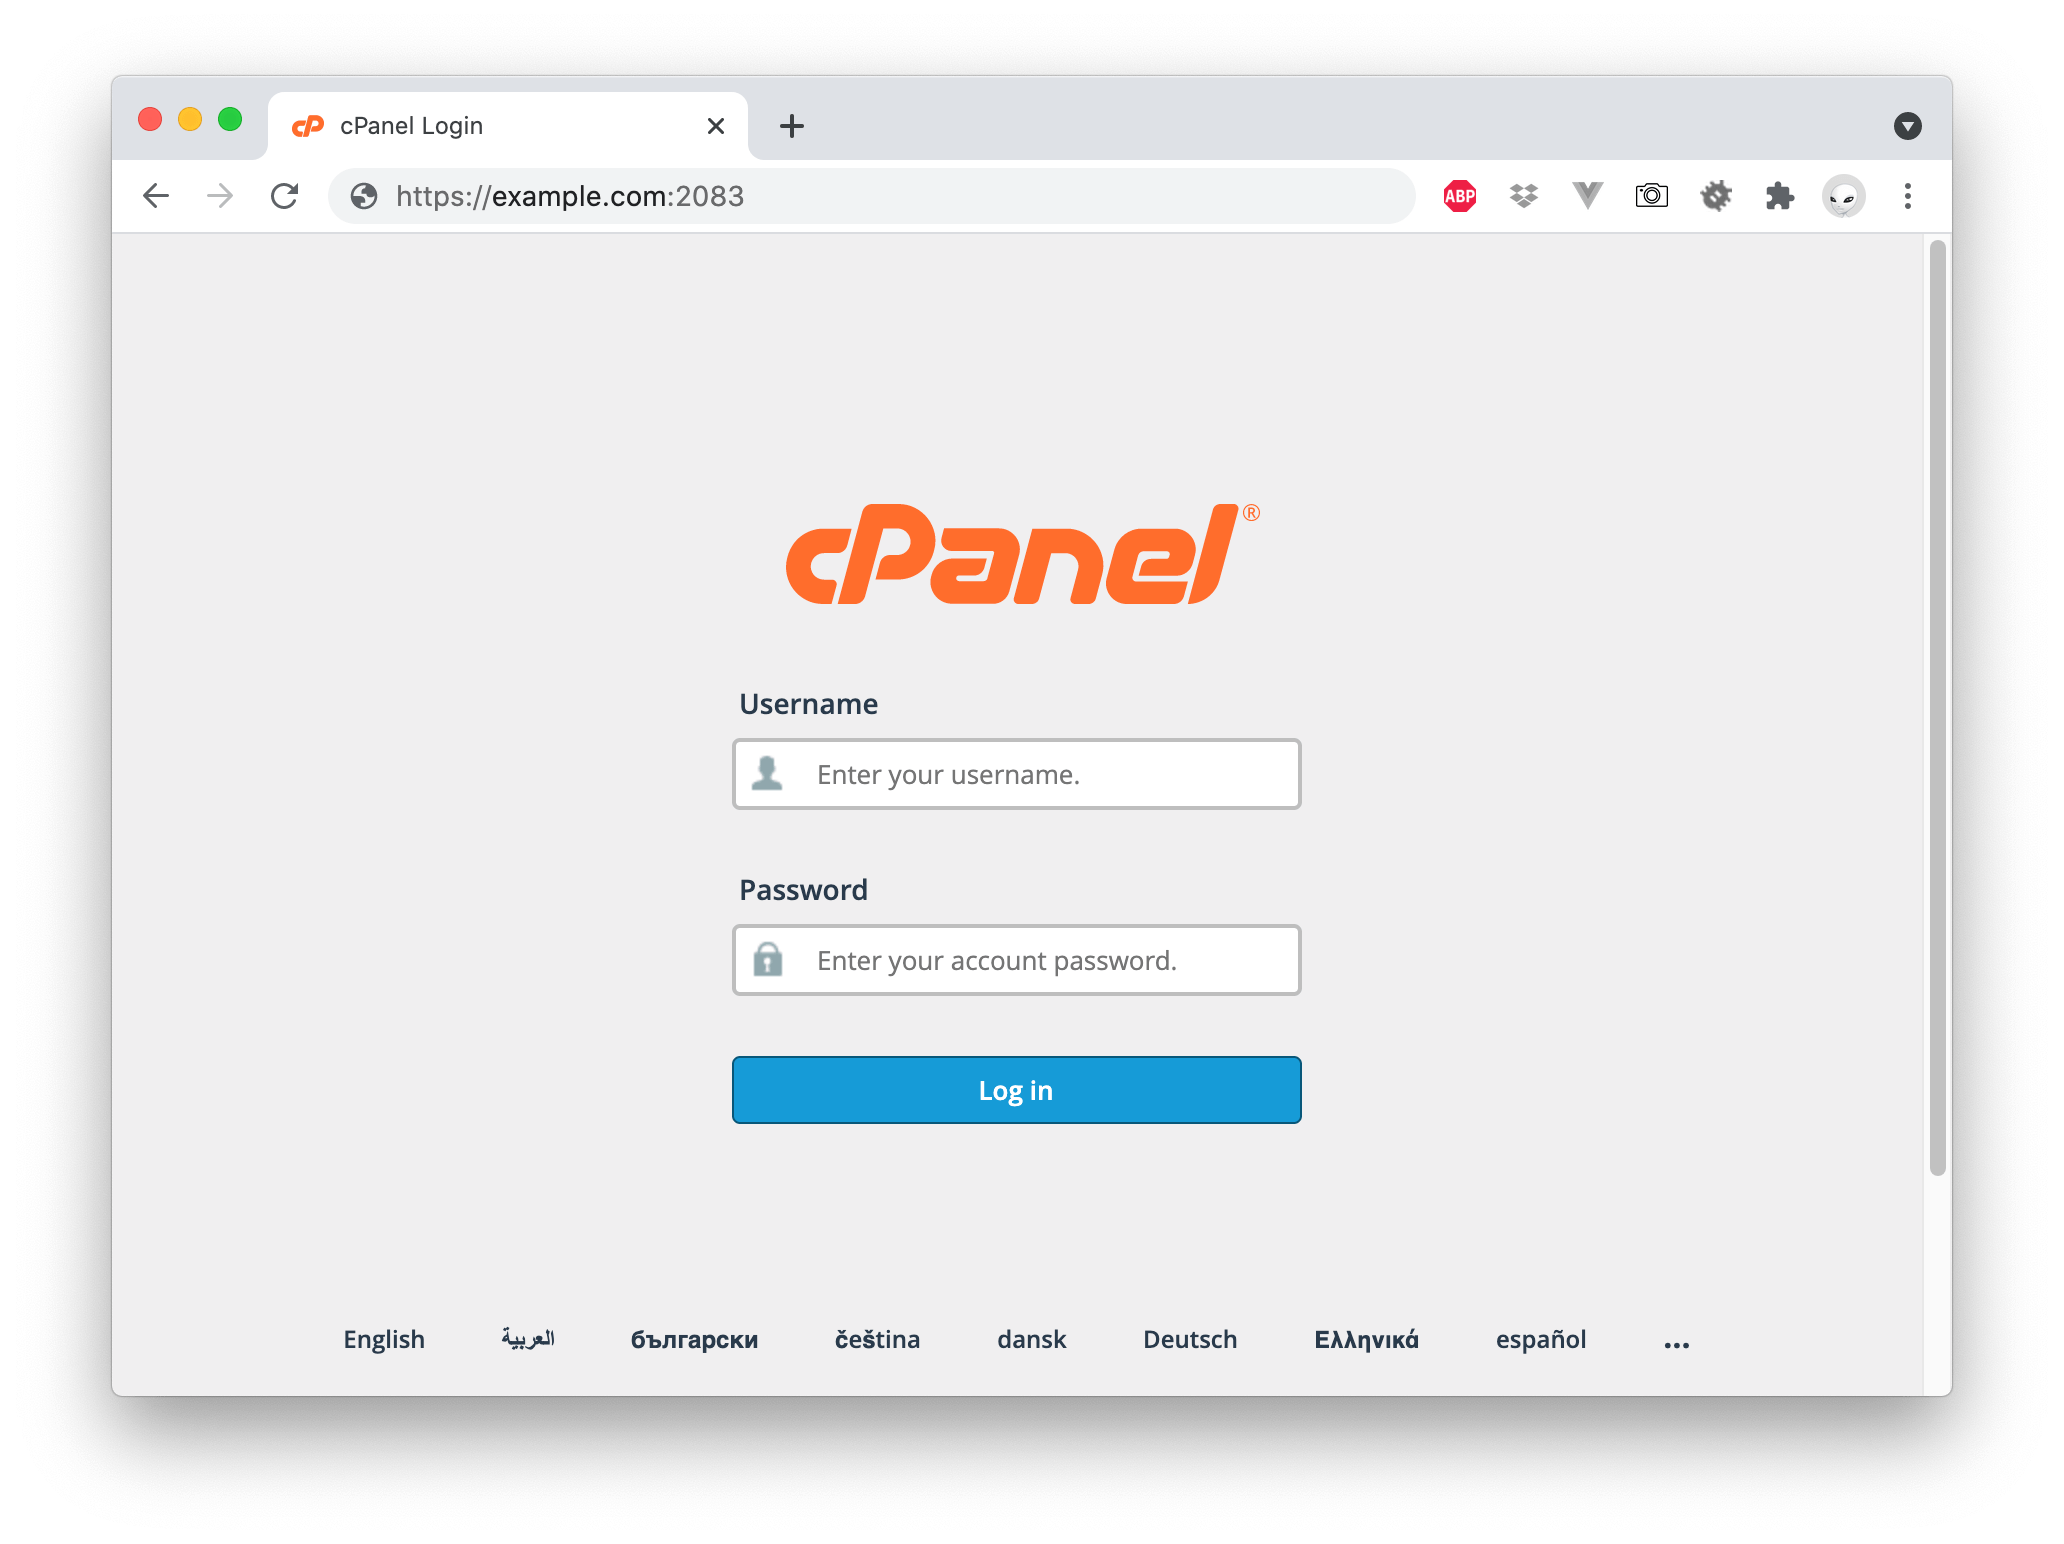 cPanel Login
https://example.com:2083
ABP
cPanel®
Username
Enter your username.
Password
Enter your account password.
Log in
English العربية български čeština dansk Deutsch Ελληνικά español ...